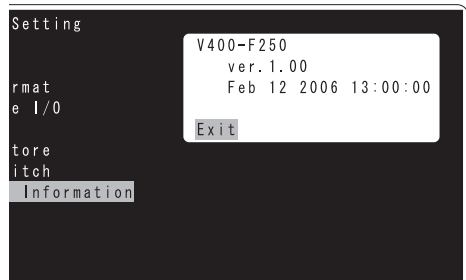 Setting
V400-F250
ver.1.00
rmat
Feb 12 2006 13:00:00
e I/O
Exit
tore
itch
Information